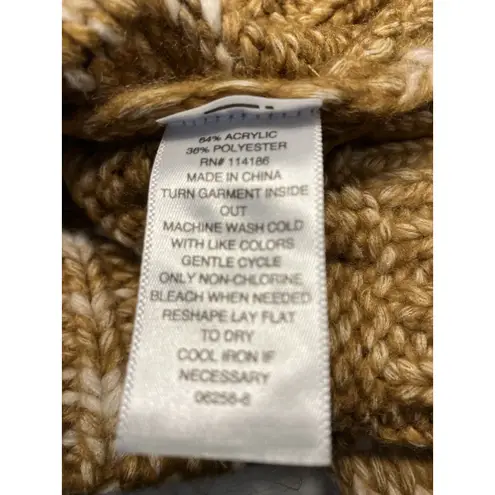 64% ACRYLIC
36% POLYESTER
RN# 114186
MADE IN CHINA
TURN GARMENT INSIDE
OUT
MACHINE WASH COLD
WITH LIKE COLORS
GENTLE CYCLE
ONLY NON-CHLORINE
BLEACH WHEN NEEDED
RESHAPE LAY FLAT
TO DRY
COOL IRON IF
NECESSARY
06258-8